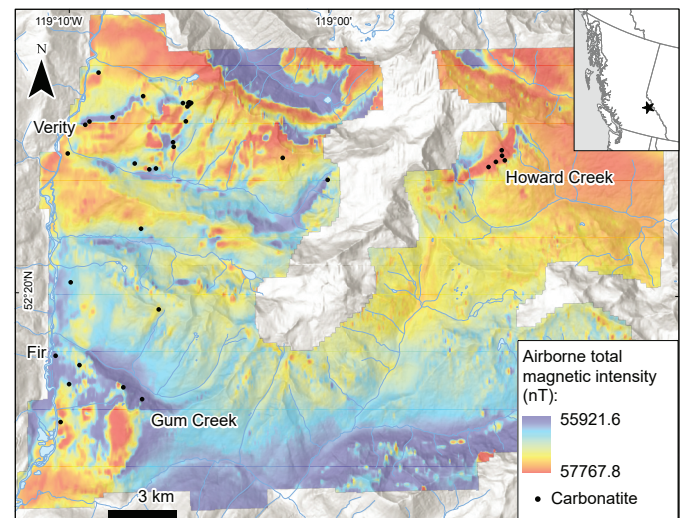 119°10'W
119°00'
N
Verity
Howard Creek
52°20'N
Fir
Gum Creek
3 km
Airborne total
magnetic intensity
(nT):
55921.6
57767.8
Carbonatite